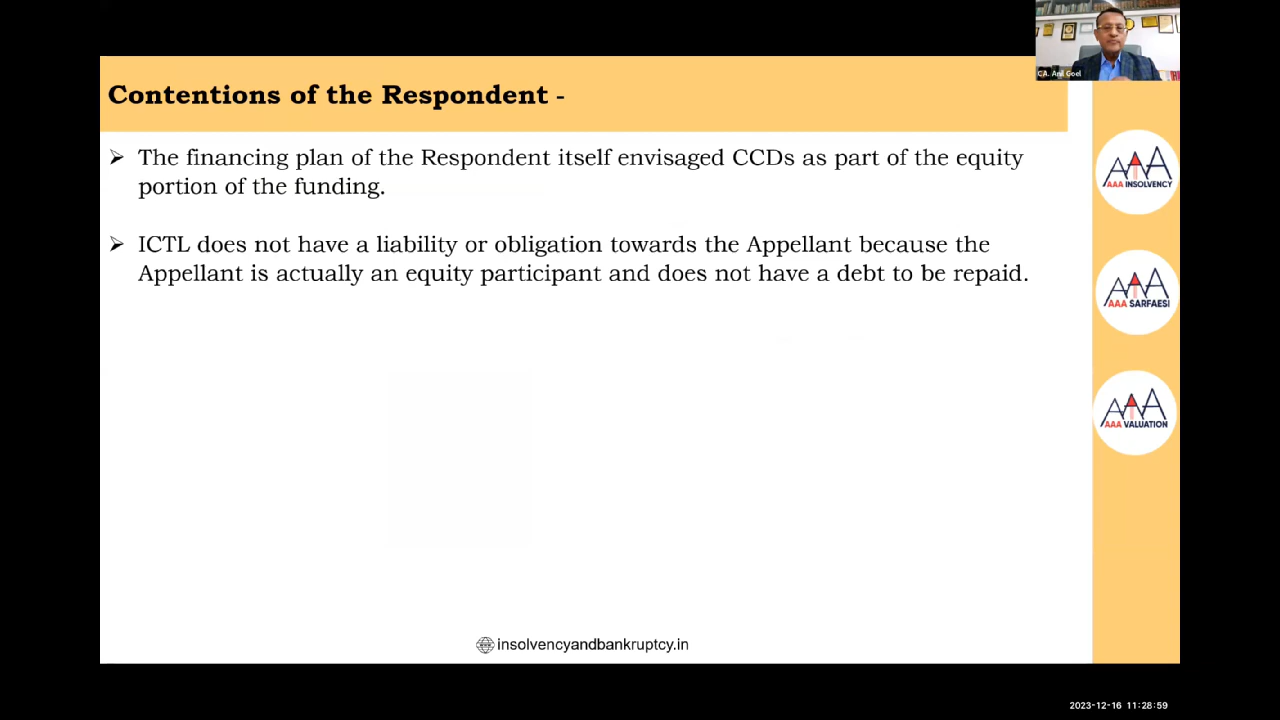 CA. Anil Goel
Contentions of the Respondent -
➢ The financing plan of the Respondent itself envisaged CCDs as part of the equity
portion of the funding.
➢ ICTL does not have a liability or obligation towards the Appellant because the
Appellant is actually an equity participant and does not have a debt to be repaid.
AAA INSOLVENCY
AAA SARFAESI
AAA VALUATION
insolvencyandbankruptcy.in
2023-12-16 11:28:59